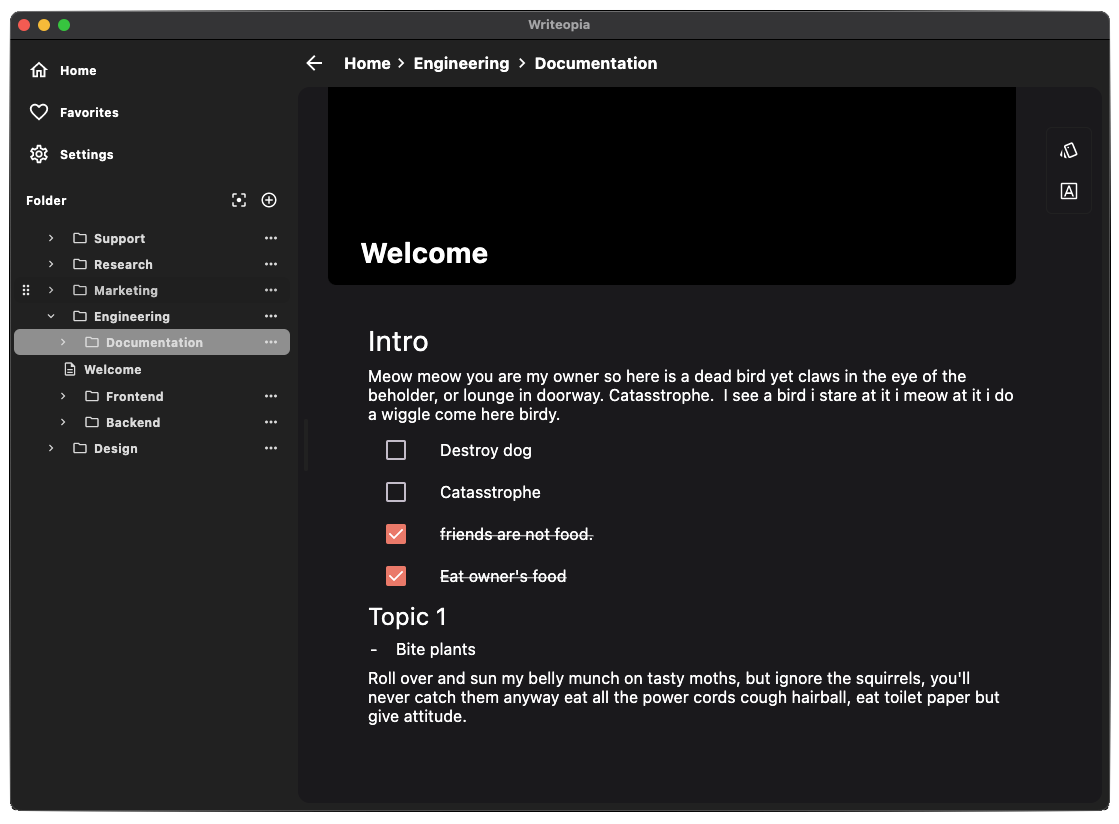 Writeopia
Home
Favorites
Settings
Folder
Support
Research
Marketing
Engineering
Documentation
Welcome
Frontend
Backend
Design
Home > Engineering > Documentation
Welcome
Intro
Meow meow you are my owner so here is a dead bird yet claws in the eye of the
beholder, or lounge in doorway. Catasstrophe.  I see a bird i stare at it i meow at it i do
a wiggle come here birdy.
Destroy dog
Catasstrophe
friends are not food.
Eat owner's food
Topic 1
- Bite plants
Roll over and sun my belly munch on tasty moths, but ignore the squirrels, you'll
never catch them anyway eat all the power cords cough hairball, eat toilet paper but
give attitude.